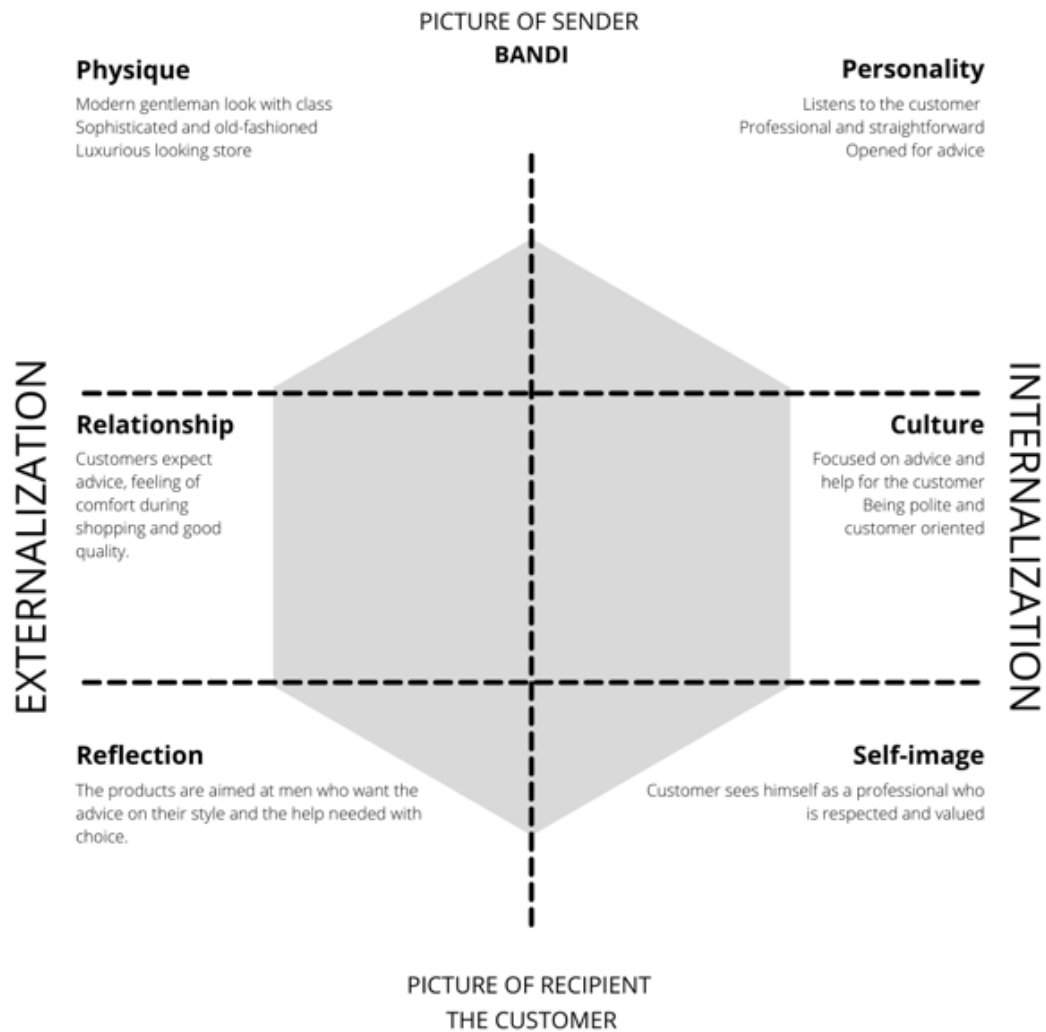 PICTURE OF SENDER
BANDI
Physique
Modern gentleman look with class
Sophisticated and old-fashioned
Luxurious looking store
Personality
Listens to the customer
Professional and straightforward
Opened for advice
EXTERNALIZATION
INTERNALIZATION
Relationship
Customers expect
advice, feeling of
comfort during
shopping and good
quality.
Culture
Focused on advice and
help for the customer
Being polite and
customer oriented
Reflection
The products are aimed at men who want the
advice on their style and the help needed with
choice.
Self-image
Customer sees himself as a professional who
is respected and valued
PICTURE OF RECIPIENT
THE CUSTOMER